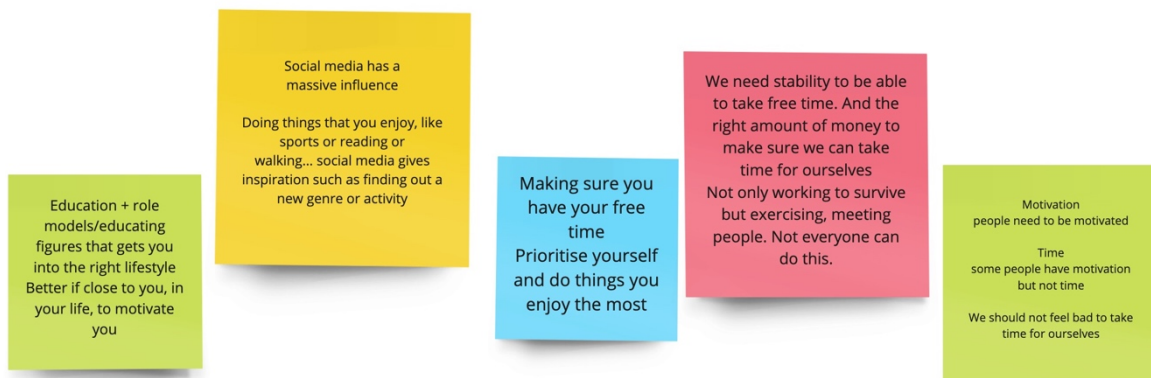 Education + role
models/educating
figures that gets you
into the right lifestyle
Better if close to you, in
your life, to motivate
you
Social media has a
massive influence
Doing things that you enjoy, like
sports or reading or
walking... social media gives
inspiration such as finding out a
new genre or activity
Making sure you
have your free
time
Prioritise yourself
and do things you
enjoy the most
We need stability to be able
to take free time. And the
right amount of money to
make sure we can take
time for ourselves
Not only working to survive
but exercising, meeting
people. Not everyone can
do this.
Motivation
people need to be motivated
Time
some people have motivation
but not time
We should not feel bad to take
time for ourselves